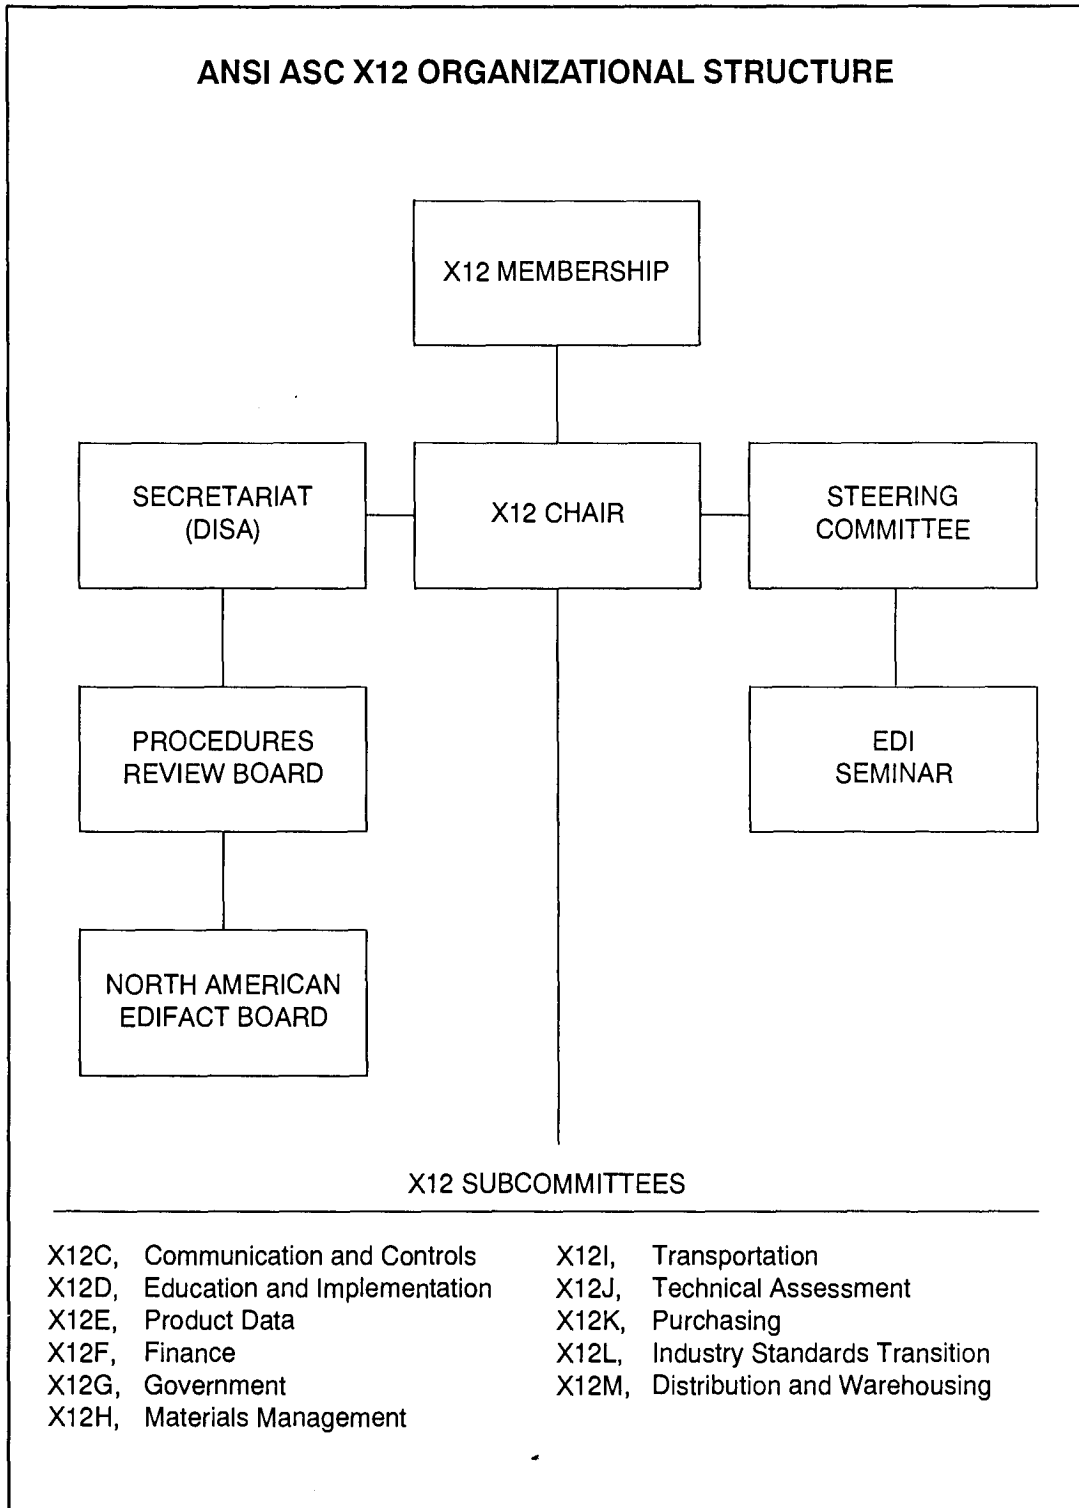 ANSI ASC X12 ORGANIZATIONAL STRUCTURE
X12 MEMBERSHIP
SECRETARIAT
(DISA)
X12 CHAIR
STEERING
COMMITTEE
PROCEDURES
REVIEW BOARD
EDI
SEMINAR
NORTH AMERICAN
EDIFACT BOARD
X12 SUBCOMMITTEES
X12C, Communication and Controls
X12D, Education and Implementation
X12E, Product Data
X12F, Finance
X12G, Government
X12H, Materials Management
X12I, Transportation
X12J, Technical Assessment
X12K, Purchasing
X12L, Industry Standards Transition
X12M, Distribution and Warehousing